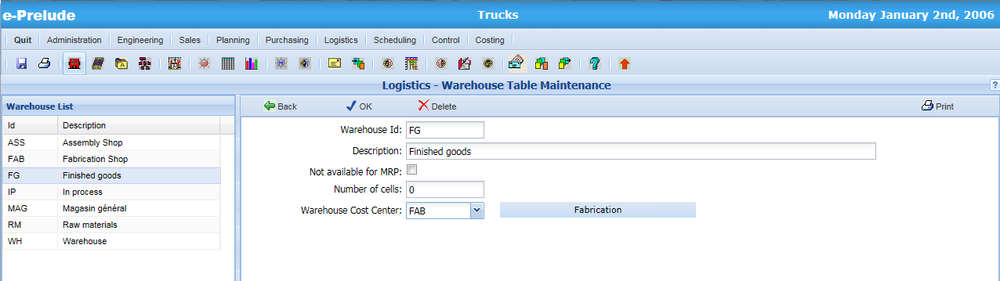 e-Prelude Trucks Monday January 2nd, 2006
Quit Administration Engineering Sales Planning Purchasing Logistics Scheduling Control Costing
Logistics - Warehouse Table Maintenance ?
Warehouse List
Id Description
ASS Assembly Shop
FAB Fabrication Shop
FG Finished goods
IP In process
MAG Magasin général
RM Raw materials
WH Warehouse
Back OK Delete Print
Warehouse Id: FG
Description: Finished goods
Not available for MRP:
Number of cells: 0
Warehouse Cost Center: FAB Fabrication